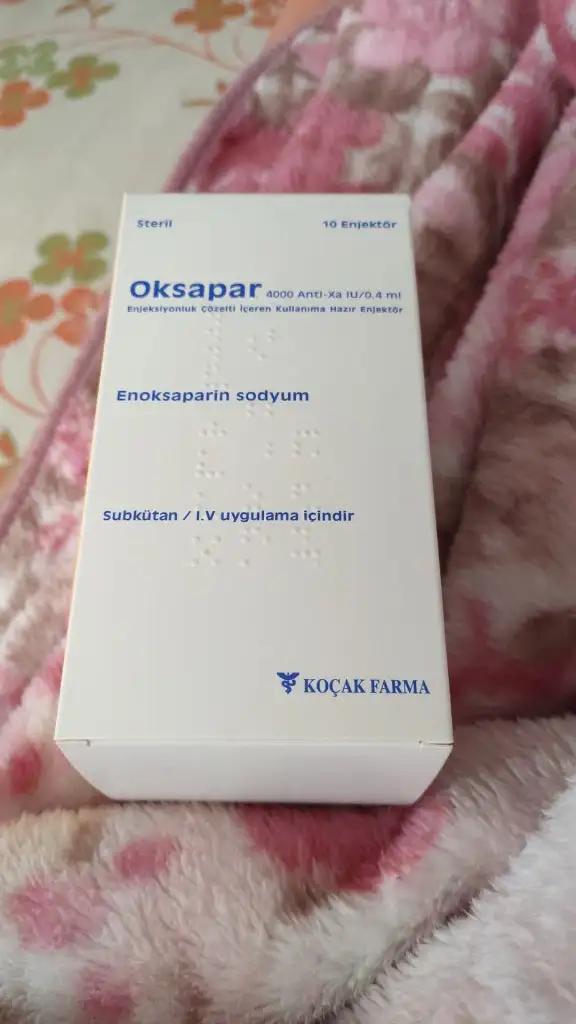 Steril 10 Enjektör
Oksapar 4000 Anti-Xa IU/0.4 ml
Enjeksiyonluk Çözelti İçeren Kullanıma Hazır Enjektör
Enoksaparin sodyum
Subkütan / I.V uygulama içindir
KOÇAK FARMA